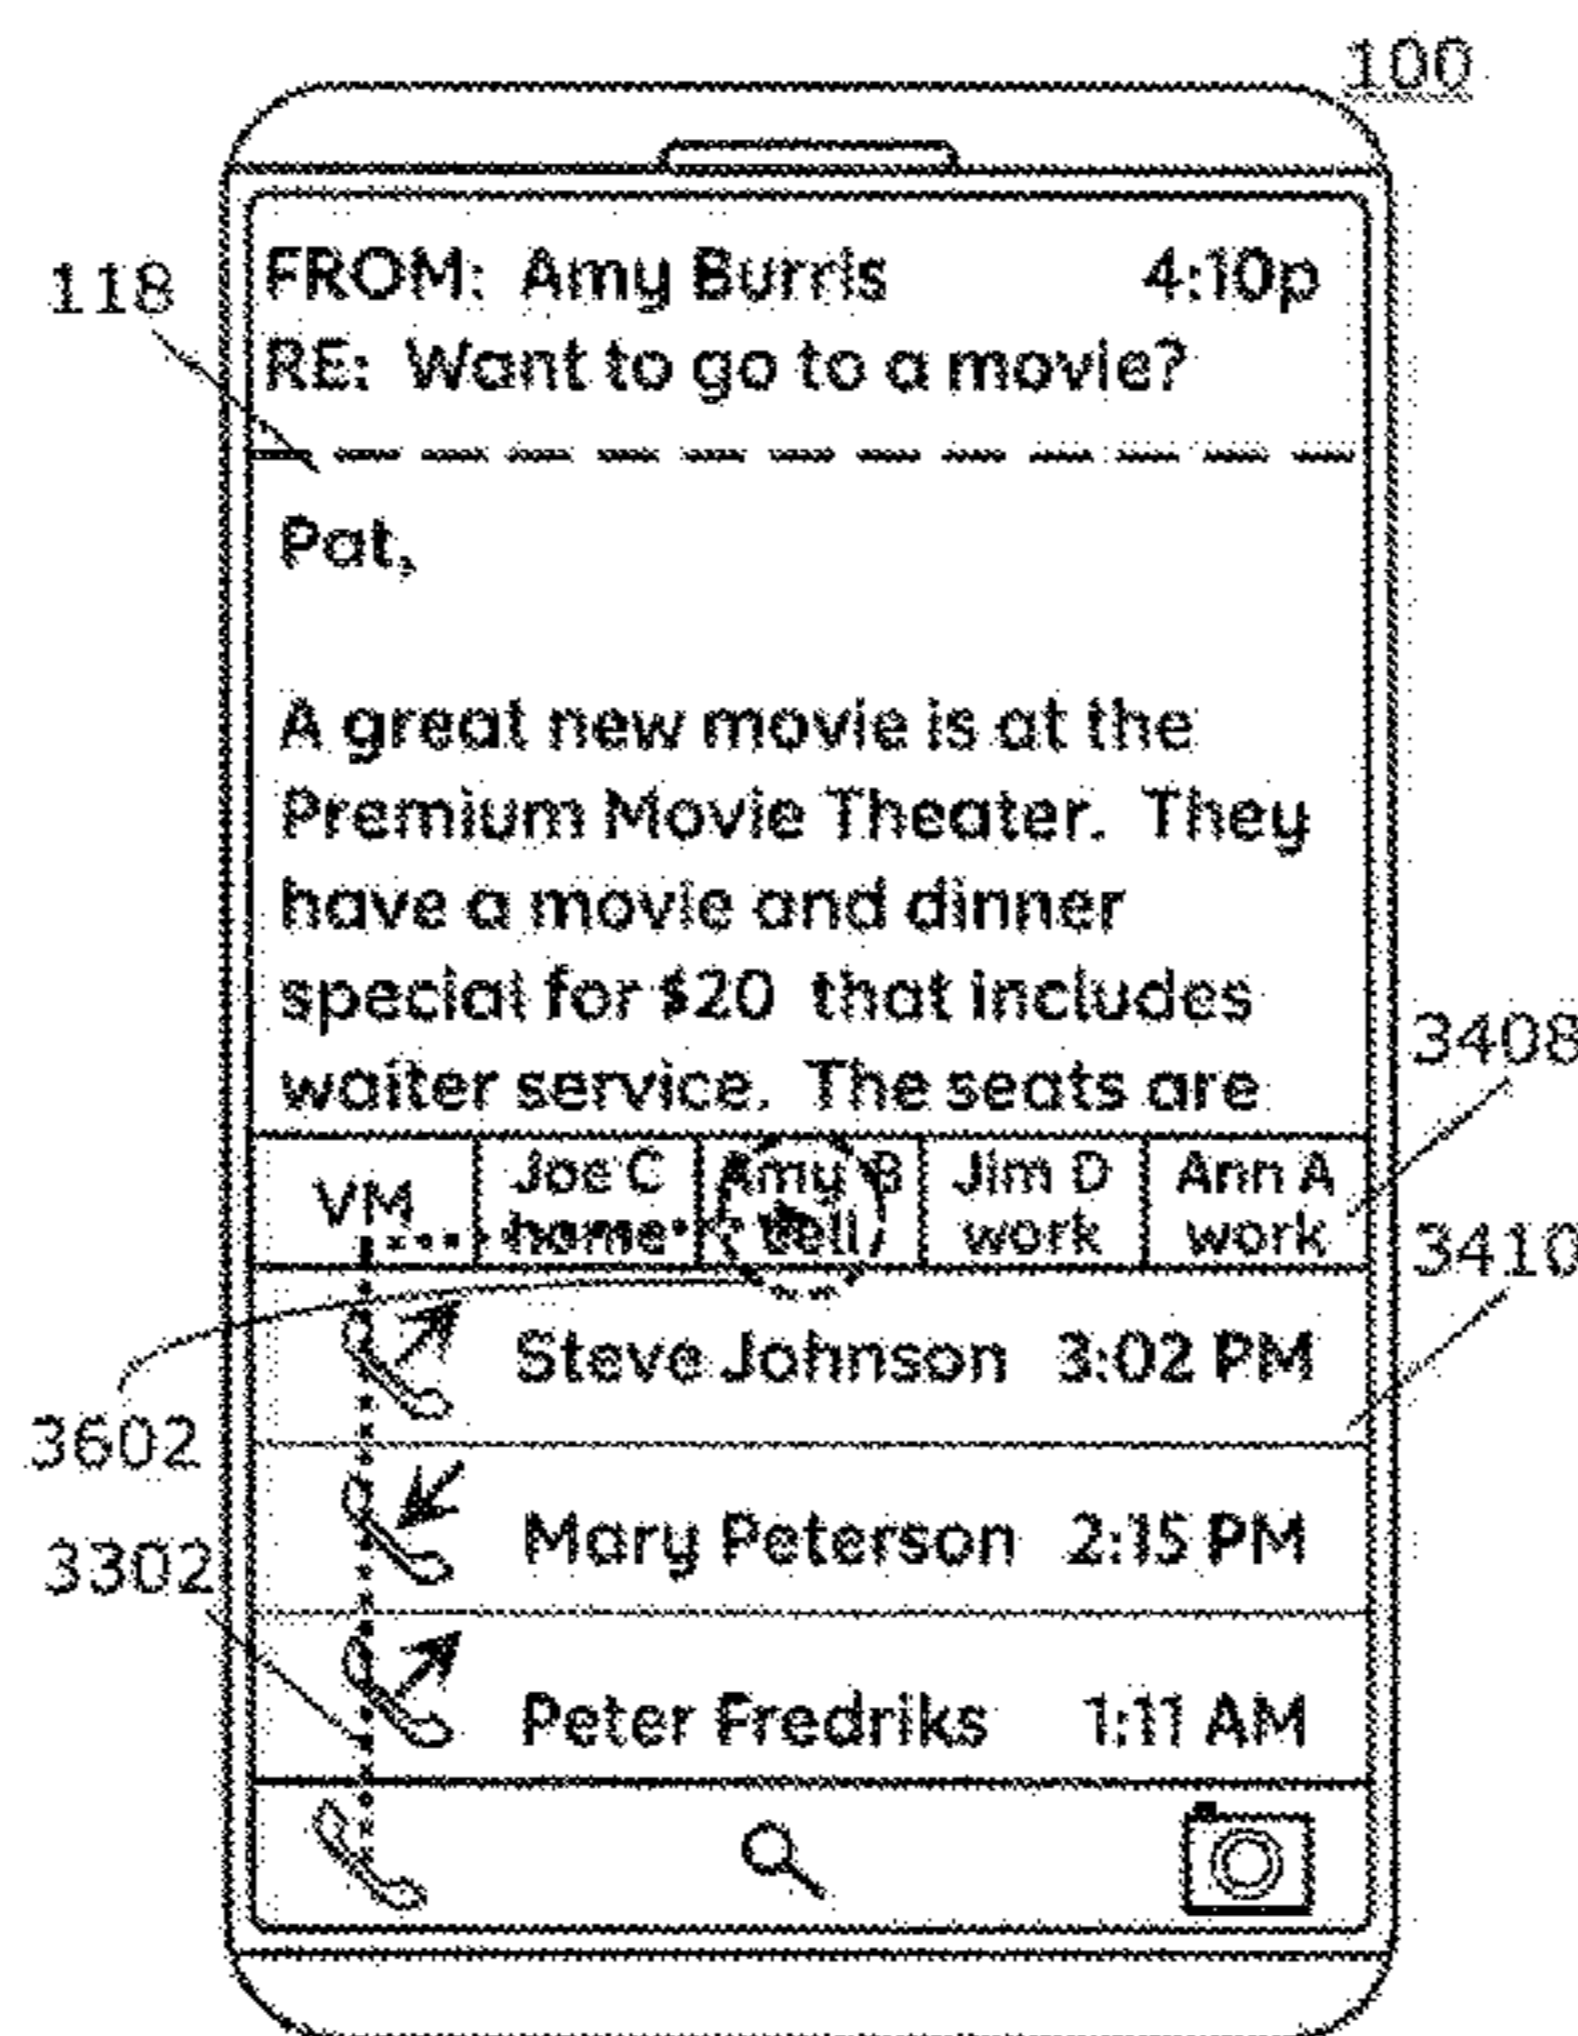 100
118
FROM: Amy Burris 4:10p
RE: Want to go to a movie?
Pat,
A great new movie is at the
Premium Movie Theater. They
have a movie and dinner
special for $20 that includes
waiter service. The seats are
3408
VM
Joe C
home
Amy B
cell
Jim D
work
Ann A
work
3410
Steve Johnson 3:02 PM
3602
Mary Peterson 2:15 PM
3302
Peter Fredriks 1:11 AM